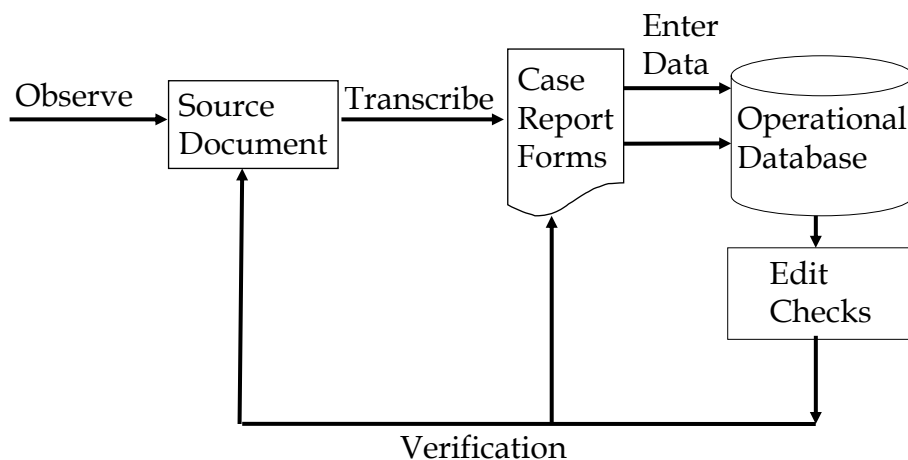 Observe
Source
Document
Transcribe
Case
Report
Forms
Enter
Data
Operational
Database
Edit
Checks
Verification